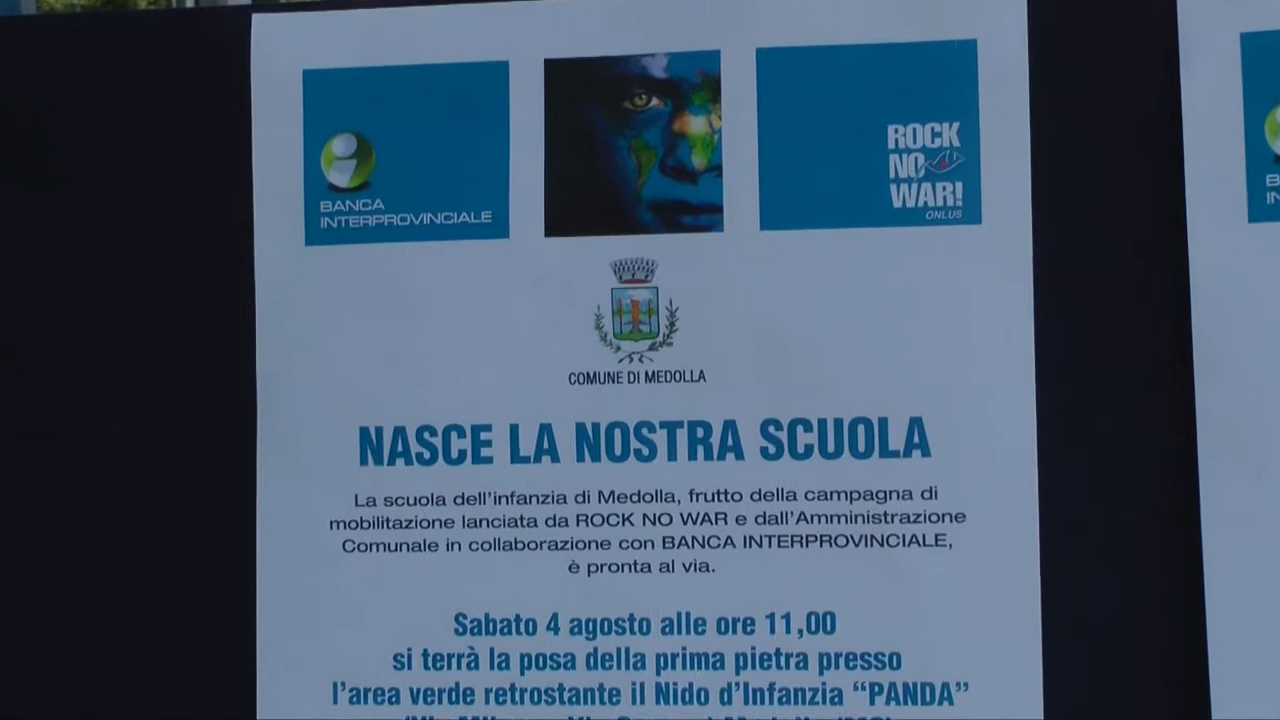 BANCA
INTERPROVINCIALE
ROCK
NO
WAR!
ONLUS
COMUNE DI MEDOLLA
NASCE LA NOSTRA SCUOLA
La scuola dell'infanzia di Medolla, frutto della campagna di
mobilitazione lanciata da ROCK NO WAR e dall'Amministrazione
Comunale in collaborazione con BANCA INTERPROVINCIALE,
è pronta al via.
Sabato 4 agosto alle ore 11,00
si terrà la posa della prima pietra presso
l'area verde retrostante il Nido d'Infanzia “PANDA”